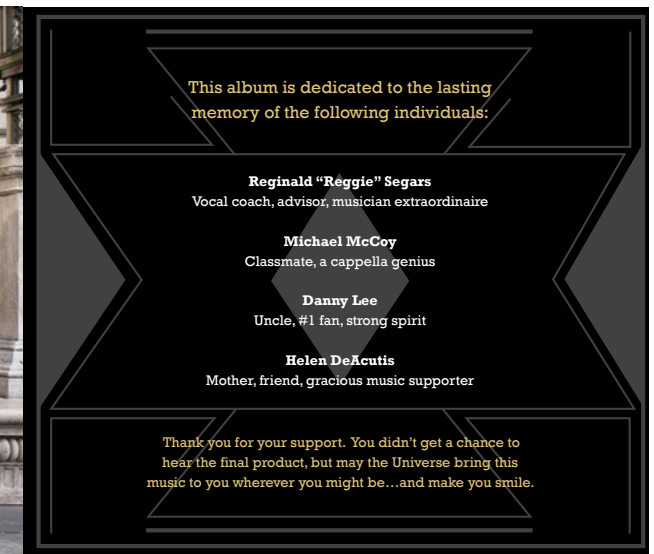 This album is dedicated to the lasting
memory of the following individuals:
Reginald “Reggie” Segars
Vocal coach, advisor, musician extraordinaire
Michael McCoy
Classmate, a cappella genius
Danny Lee
Uncle, #1 fan, strong spirit
Helen DeAcutis
Mother, friend, gracious music supporter
Thank you for your support. You didn’t get a chance to
hear the final product, but may the Universe bring this
music to you wherever you might be…and make you smile.